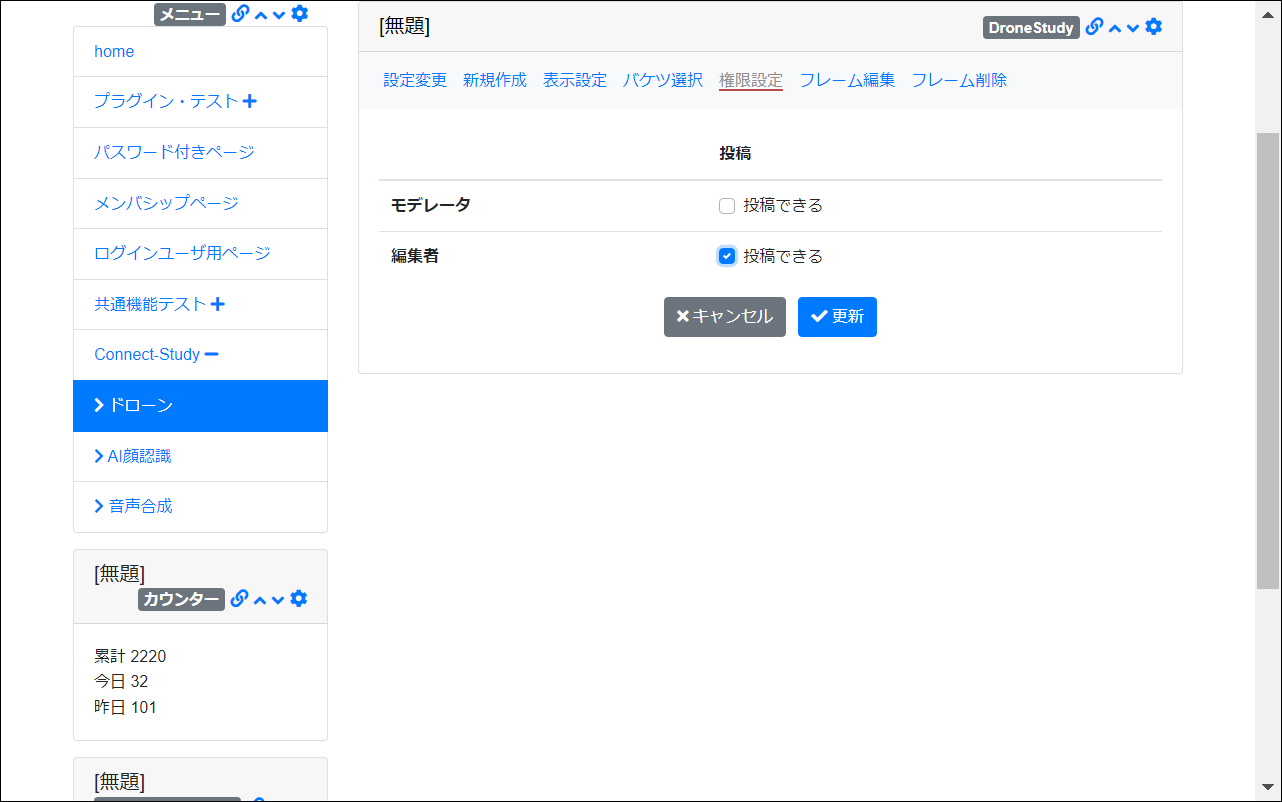 メニュー
home
プラグイン・テスト
パスワード付きページ
メンバシップページ
ログインユーザ用ページ
共通機能テスト
Connect-Study
ドローン
AI顔認識
音声合成
[無題]
カウンター
累計 2220
今日 32
昨日 101
[無題]
[無題]
DroneStudy
設定変更 新規作成 表示設定 バケツ選択 権限設定 フレーム編集 フレーム削除
投稿
モデレータ 投稿できる
編集者 投稿できる
キャンセル 更新